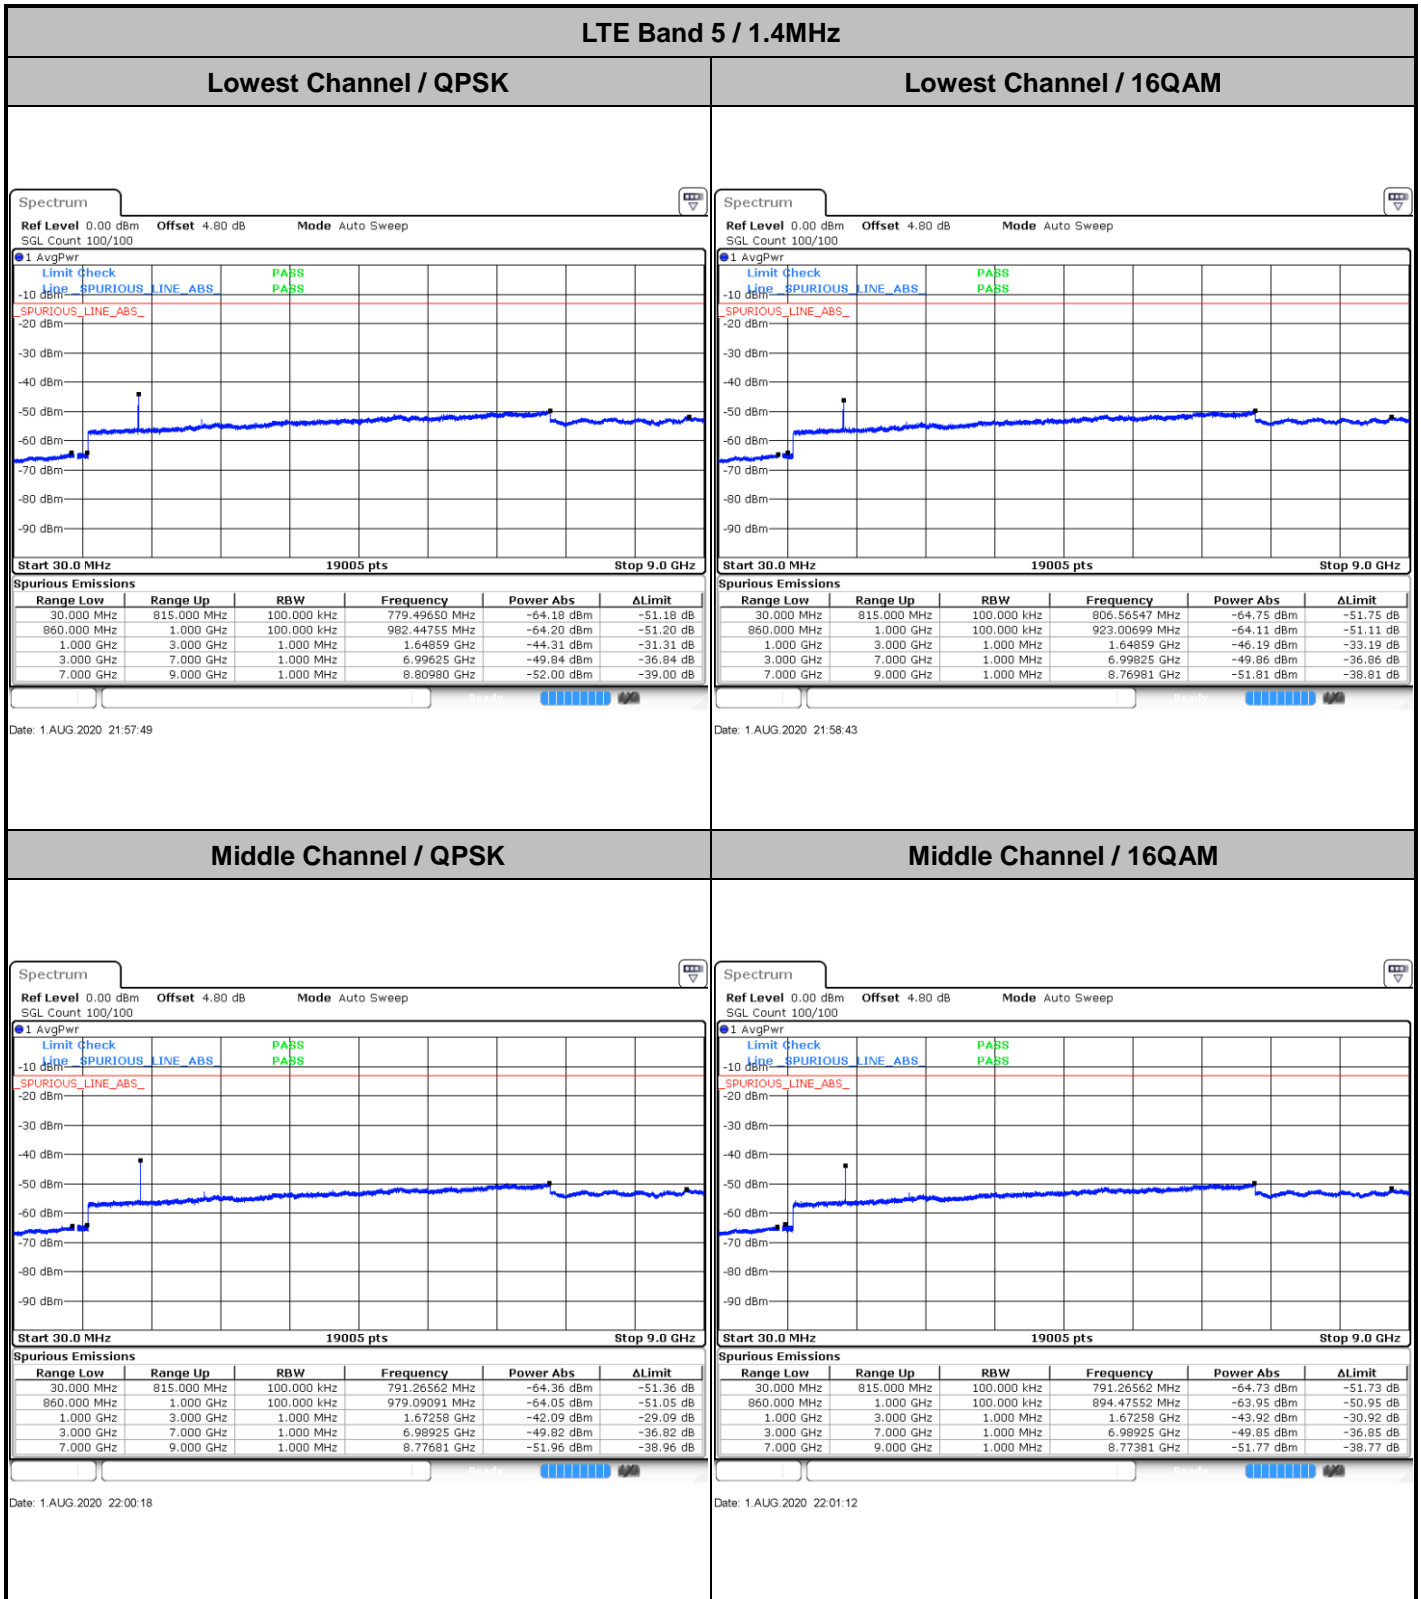 LTE Band 5 / 1.4MHz
Lowest Channel / QPSK
Lowest Channel / 16QAM
Spectrum
Ref Level 0.00 dBm Offset 4.80 dB Mode Auto Sweep
SGL Count 100/100
1 AvgPwr
Limit Check PASS
Line _SPURIOUS_LINE_ABS_ PASS
-10 dBm
_SPURIOUS_LINE_ABS_
-20 dBm
-30 dBm
-40 dBm
-50 dBm
-60 dBm
-70 dBm
-80 dBm
-90 dBm
Start 30.0 MHz 19005 pts Stop 9.0 GHz
Spurious Emissions
Range Low Range Up RBW Frequency Power Abs ΔLimit
30.000 MHz 815.000 MHz 100.000 kHz 779.49650 MHz -64.18 dBm -51.18 dB
860.000 MHz 1.000 GHz 100.000 kHz 982.44755 MHz -64.20 dBm -51.20 dB
1.000 GHz 3.000 GHz 1.000 MHz 1.64859 GHz -44.31 dBm -31.31 dB
3.000 GHz 7.000 GHz 1.000 MHz 6.99625 GHz -49.84 dBm -36.84 dB
7.000 GHz 9.000 GHz 1.000 MHz 8.80980 GHz -52.00 dBm -39.00 dB
Date: 1.AUG.2020 21:57:49
Spectrum
Ref Level 0.00 dBm Offset 4.80 dB Mode Auto Sweep
SGL Count 100/100
1 AvgPwr
Limit Check PASS
Line _SPURIOUS_LINE_ABS_ PASS
-10 dBm
_SPURIOUS_LINE_ABS_
-20 dBm
-30 dBm
-40 dBm
-50 dBm
-60 dBm
-70 dBm
-80 dBm
-90 dBm
Start 30.0 MHz 19005 pts Stop 9.0 GHz
Spurious Emissions
Range Low Range Up RBW Frequency Power Abs ΔLimit
30.000 MHz 815.000 MHz 100.000 kHz 806.56547 MHz -64.75 dBm -51.75 dB
860.000 MHz 1.000 GHz 100.000 kHz 923.00699 MHz -64.11 dBm -51.11 dB
1.000 GHz 3.000 GHz 1.000 MHz 1.64859 GHz -46.19 dBm -33.19 dB
3.000 GHz 7.000 GHz 1.000 MHz 6.99825 GHz -49.86 dBm -36.86 dB
7.000 GHz 9.000 GHz 1.000 MHz 8.76981 GHz -51.81 dBm -38.81 dB
Date: 1.AUG.2020 21:58:43
Middle Channel / QPSK
Middle Channel / 16QAM
Spectrum
Ref Level 0.00 dBm Offset 4.80 dB Mode Auto Sweep
SGL Count 100/100
1 AvgPwr
Limit Check PASS
Line _SPURIOUS_LINE_ABS_ PASS
-10 dBm
_SPURIOUS_LINE_ABS_
-20 dBm
-30 dBm
-40 dBm
-50 dBm
-60 dBm
-70 dBm
-80 dBm
-90 dBm
Start 30.0 MHz 19005 pts Stop 9.0 GHz
Spurious Emissions
Range Low Range Up RBW Frequency Power Abs ΔLimit
30.000 MHz 815.000 MHz 100.000 kHz 791.26562 MHz -64.36 dBm -51.36 dB
860.000 MHz 1.000 GHz 100.000 kHz 979.09091 MHz -64.05 dBm -51.05 dB
1.000 GHz 3.000 GHz 1.000 MHz 1.67258 GHz -42.09 dBm -29.09 dB
3.000 GHz 7.000 GHz 1.000 MHz 6.98925 GHz -49.82 dBm -36.82 dB
7.000 GHz 9.000 GHz 1.000 MHz 8.77681 GHz -51.96 dBm -38.96 dB
Date: 1.AUG.2020 22:00:18
Spectrum
Ref Level 0.00 dBm Offset 4.80 dB Mode Auto Sweep
SGL Count 100/100
1 AvgPwr
Limit Check PASS
Line _SPURIOUS_LINE_ABS_ PASS
-10 dBm
_SPURIOUS_LINE_ABS_
-20 dBm
-30 dBm
-40 dBm
-50 dBm
-60 dBm
-70 dBm
-80 dBm
-90 dBm
Start 30.0 MHz 19005 pts Stop 9.0 GHz
Spurious Emissions
Range Low Range Up RBW Frequency Power Abs ΔLimit
30.000 MHz 815.000 MHz 100.000 kHz 791.26562 MHz -64.73 dBm -51.73 dB
860.000 MHz 1.000 GHz 100.000 kHz 894.47552 MHz -63.95 dBm -50.95 dB
1.000 GHz 3.000 GHz 1.000 MHz 1.67258 GHz -43.92 dBm -30.92 dB
3.000 GHz 7.000 GHz 1.000 MHz 6.98925 GHz -49.85 dBm -36.85 dB
7.000 GHz 9.000 GHz 1.000 MHz 8.77381 GHz -51.77 dBm -38.77 dB
Date: 1.AUG.2020 22:01:12